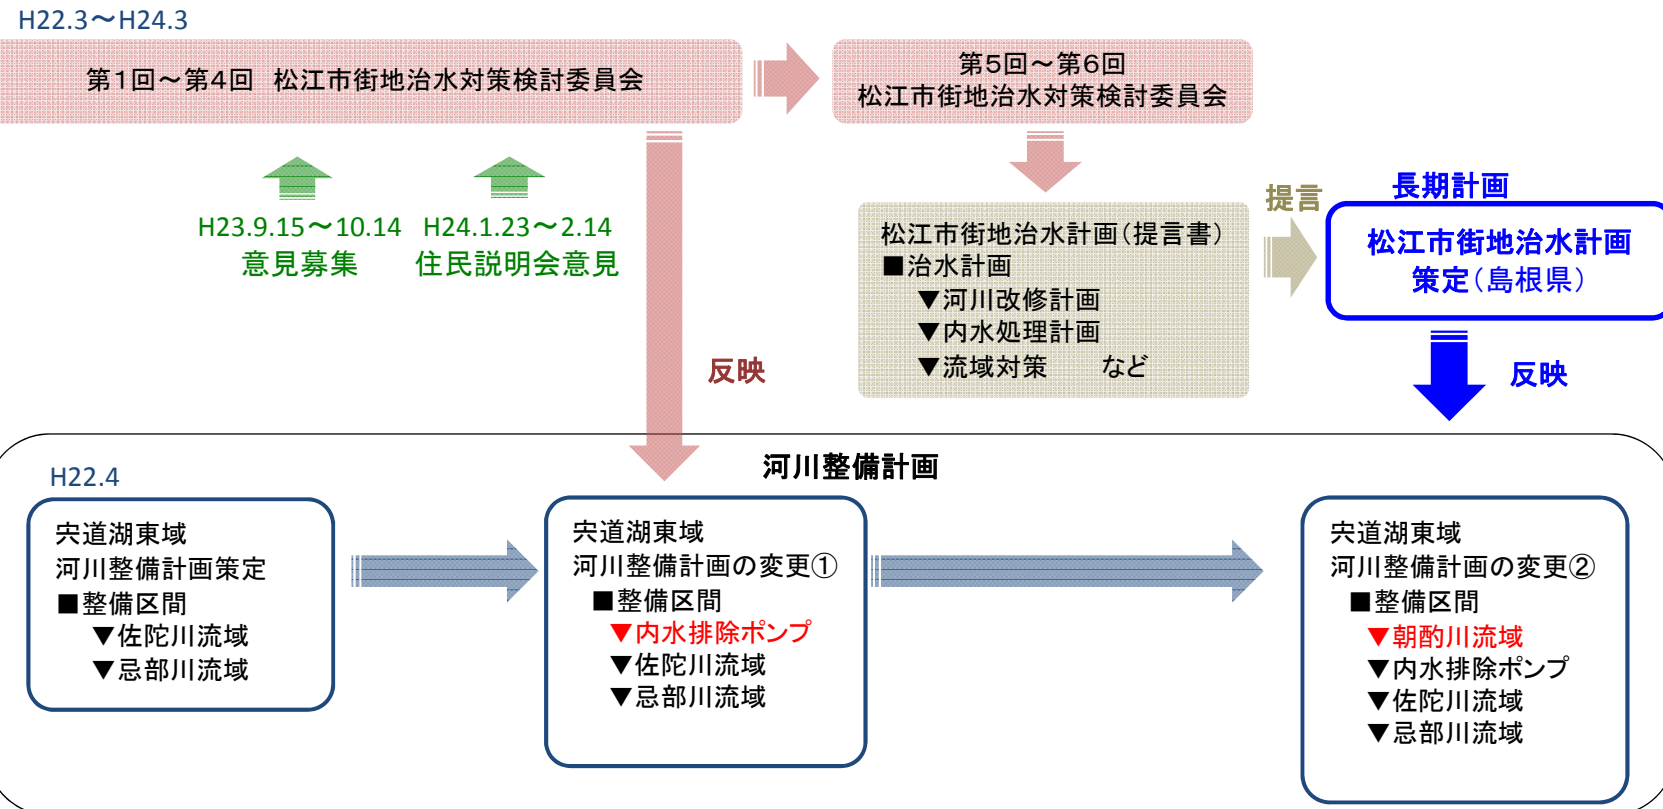 H22.3～H24.3
第1回～第4回 松江市街地治水対策検討委員会
第5回～第6回
松江市街地治水対策検討委員会
H23.9.15～10.14
意見募集
H24.1.23～2.14
住民説明会意見
反映
松江市街地治水計画（提言書）
■治水計画
▼河川改修計画
▼内水処理計画
▼流域対策 など
提言
長期計画
松江市街地治水計画
策定（島根県）
反映
河川整備計画
H22.4
宍道湖東域
河川整備計画策定
■整備区間
▼佐陀川流域
▼忌部川流域
宍道湖東域
河川整備計画の変更①
■整備区間
▼内水排除ポンプ
▼佐陀川流域
▼忌部川流域
宍道湖東域
河川整備計画の変更②
■整備区間
▼朝酌川流域
▼内水排除ポンプ
▼佐陀川流域
▼忌部川流域